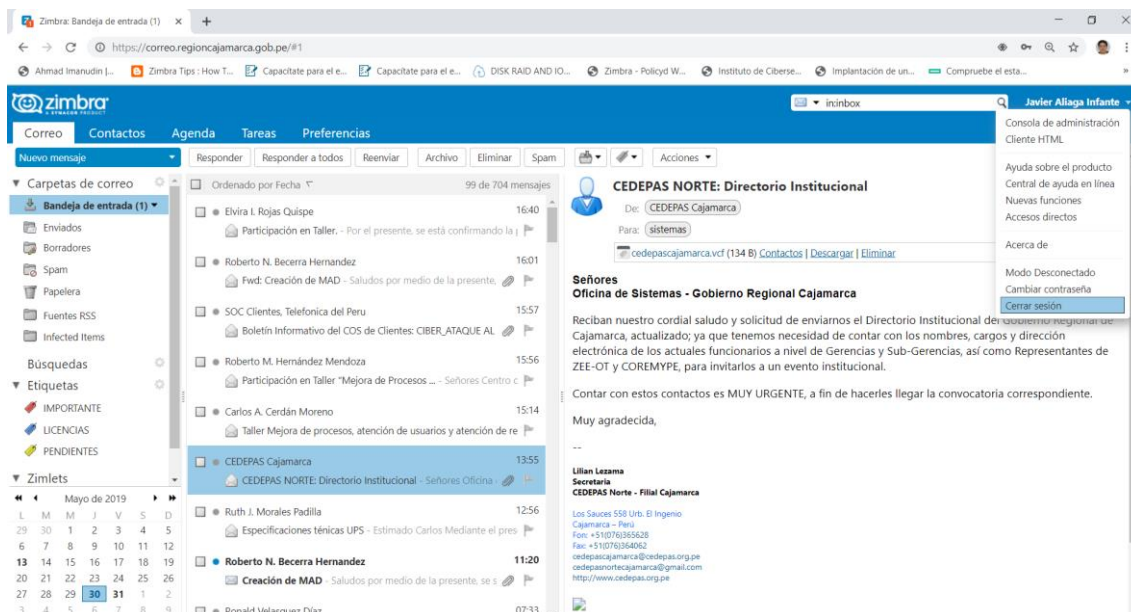 Zimbra: Bandeja de entrada (1)
https://correo.regioncajamarca.gob.pe/#1
Ahmad Imanudin |...
Zimbra Tips : How T...
Capacítate para el e...
Capacítate para el e...
DISK RAID AND IO...
Zimbra - Policyd W...
Instituto de Ciberse...
Implantación de un...
Compruebe el esta...
zimbra
A SYNACOR PRODUCT
in:inbox
Javier Aliaga Infante
Correo
Contactos
Agenda
Tareas
Preferencias
Nuevo mensaje
Responder
Responder a todos
Reenviar
Archivo
Eliminar
Spam
Acciones
Carpetas de correo
Bandeja de entrada (1)
Enviados
Borradores
Spam
Papelera
Fuentes RSS
Infected Items
Búsquedas
Etiquetas
IMPORTANTE
LICENCIAS
PENDIENTES
Zimlets
Mayo de 2019
L M M J V S D
29 30 1 2 3 4 5
6 7 8 9 10 11 12
13 14 15 16 17 18 19
20 21 22 23 24 25 26
27 28 29 30 31 1 2
3 4 5 6 7 8 9
Ordenado por Fecha
99 de 704 mensajes
Elvira I. Rojas Quispe 16:40
Participación en Taller. - Por el presente, se está confirmando la
Roberto N. Becerra Hernandez 16:01
Fwd: Creación de MAD - Saludos por medio de la presente,
SOC Clientes, Telefonica del Peru 15:57
Boletín Informativo del COS de Clientes: CIBER_ATAQUE AL
Roberto M. Hernández Mendoza 15:56
Participación en Taller "Mejora de Procesos ... - Señores Centro c
Carlos A. Cerdán Moreno 15:14
Taller Mejora de procesos, atención de usuarios y atención de re
CEDEPAS Cajamarca 13:55
CEDEPAS NORTE: Directorio Institucional - Señores Oficina -
Ruth J. Morales Padilla 12:56
Especificaciones ténicas UPS - Estimado Carlos Mediante el pres
Roberto N. Becerra Hernandez 11:20
Creación de MAD - Saludos por medio de la presente, se s
Ronald Velasquez Díaz 07:33
CEDEPAS NORTE: Directorio Institucional
De: CEDEPAS Cajamarca
Para: sistemas
cedepascajamarca.vcf (134 B) Contactos | Descargar | Eliminar
Señores
Oficina de Sistemas - Gobierno Regional Cajamarca
Reciban nuestro cordial saludo y solicitud de enviarnos el Directorio Institucional del Gobierno Regional de
Cajamarca, actualizado; ya que tenemos necesidad de contar con los nombres, cargos y dirección
electrónica de los actuales funcionarios a nivel de Gerencias y Sub-Gerencias, así como Representantes de
ZEE-OT y COREMYPE, para invitarlos a un evento institucional.
Contar con estos contactos es MUY URGENTE, a fin de hacerles llegar la convocatoria correspondiente.
Muy agradecida,
--
Lilian Lezama
Secretaria
CEDEPAS Norte - Filial Cajamarca
Los Sauces 558 Urb. El Ingenio
Cajamarca – Perú
Fon: +51(076)365628
Fax: +51(076)364062
cedepascajamarca@cedepas.org.pe
cedepasnortecajamarca@gmail.com
http://www.cedepas.org.pe
Consola de administración
Cliente HTML
Ayuda sobre el producto
Central de ayuda en línea
Nuevas funciones
Accesos directos
Acerca de
Modo Desconectado
Cambiar contraseña
Cerrar sesión